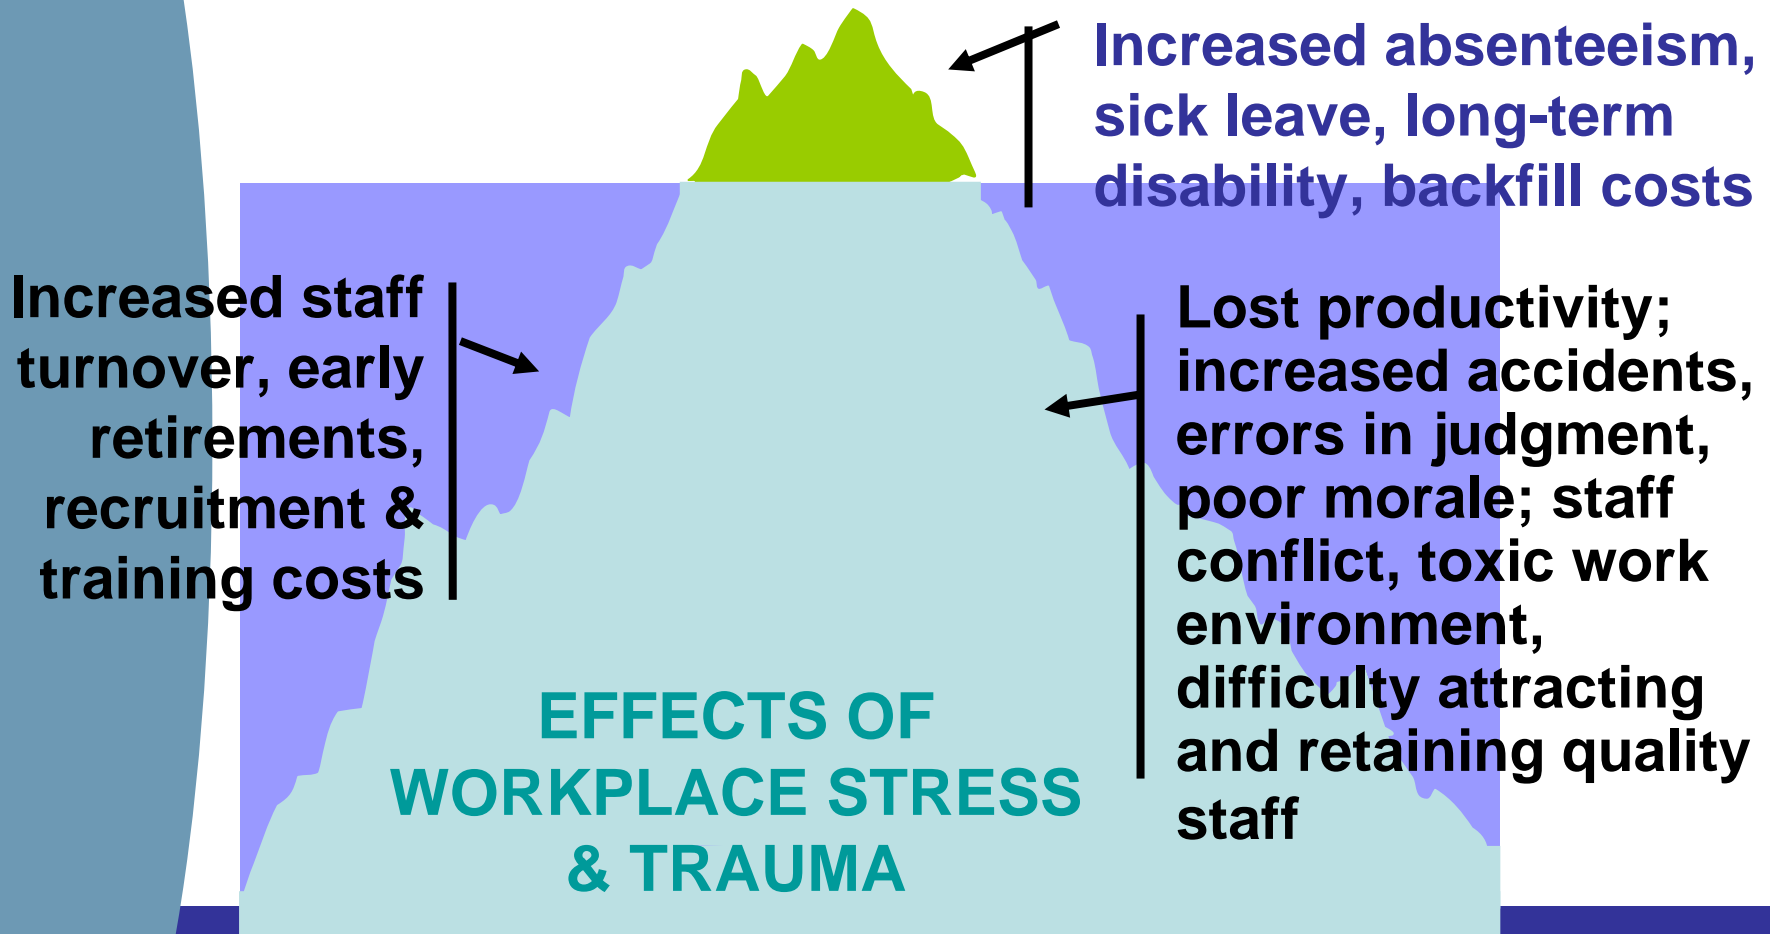 Increased absenteeism,
sick leave, long-term
disability, backfill costs
Increased staff
turnover, early
retirements,
recruitment &
training costs
Lost productivity;
increased accidents,
errors in judgment,
poor morale; staff
conflict, toxic work
environment,
difficulty attracting
and retaining quality
staff
EFFECTS OF
WORKPLACE STRESS
& TRAUMA